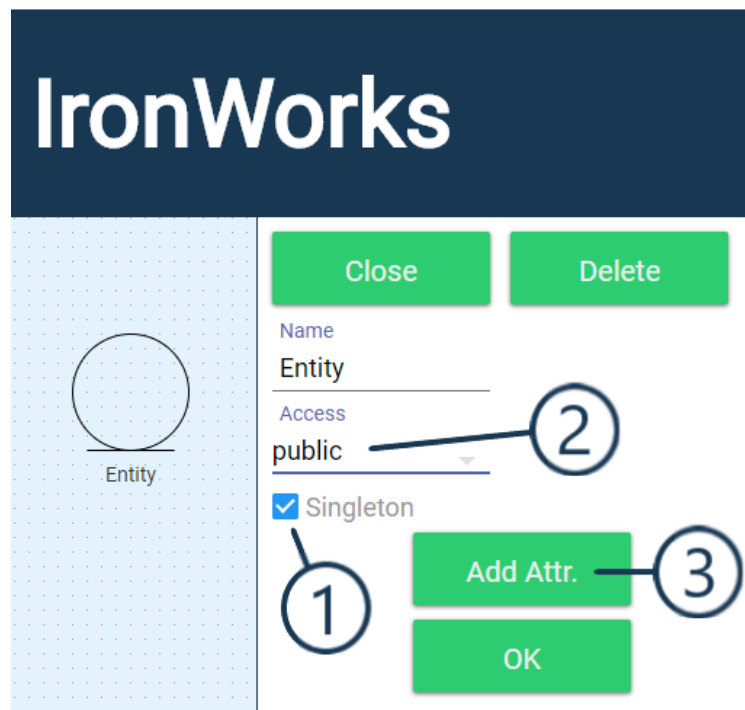 IronWorks
Close
Delete
Name
Entity
Access
public
2
Entity
Singleton
1
Add Attr.
3
OK